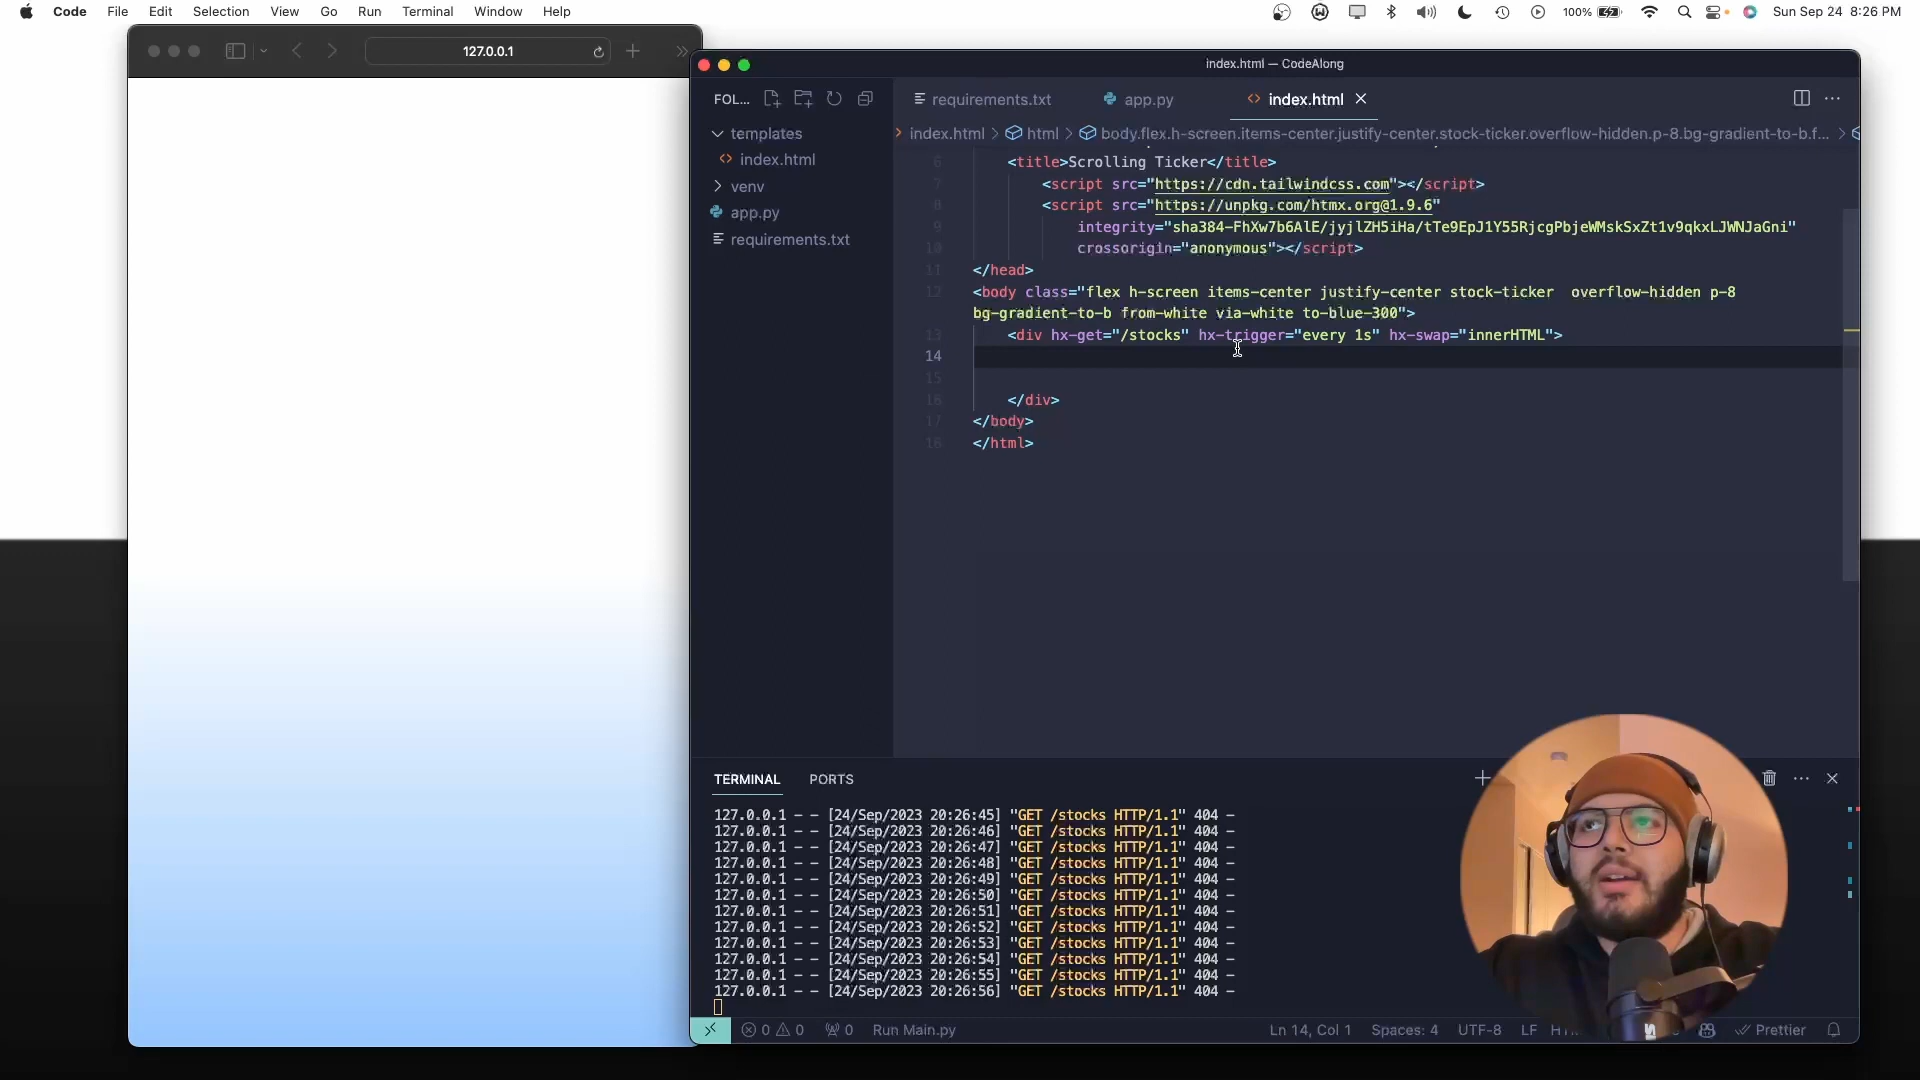 Code File Edit Selection View Go Run Terminal Window Help 100% Sun Sep 24 8:26 PM
127.0.0.1
index.html — CodeAlong
FOL...
requirements.txt app.py index.html
index.html > html > body.flex.h-screen.items-center.justify-center.stock-ticker.overflow-hidden.p-8.bg-gradient-to-b.f... >
templates
index.html
venv
app.py
requirements.txt
6 <title>Scrolling Ticker</title>
7 <script src="https://cdn.tailwindcss.com"></script>
8 <script src="https://unpkg.com/htmx.org@1.9.6"
9 integrity="sha384-FhXw7b6AlE/jyjlZH5iHa/tTe9EpJ1Y55RjcgPbjeWMskSxZt1v9qkxLJWNJaGni"
10 crossorigin="anonymous"></script>
11 </head>
12 <body class="flex h-screen items-center justify-center stock-ticker  overflow-hidden p-8
bg-gradient-to-b from-white via-white to-blue-300">
13 <div hx-get="/stocks" hx-trigger="every 1s" hx-swap="innerHTML">
14
15
16 </div>
17 </body>
18 </html>
TERMINAL PORTS
127.0.0.1 - - [24/Sep/2023 20:26:45] "GET /stocks HTTP/1.1" 404 -
127.0.0.1 - - [24/Sep/2023 20:26:46] "GET /stocks HTTP/1.1" 404 -
127.0.0.1 - - [24/Sep/2023 20:26:47] "GET /stocks HTTP/1.1" 404 -
127.0.0.1 - - [24/Sep/2023 20:26:48] "GET /stocks HTTP/1.1" 404 -
127.0.0.1 - - [24/Sep/2023 20:26:49] "GET /stocks HTTP/1.1" 404 -
127.0.0.1 - - [24/Sep/2023 20:26:50] "GET /stocks HTTP/1.1" 404 -
127.0.0.1 - - [24/Sep/2023 20:26:51] "GET /stocks HTTP/1.1" 404 -
127.0.0.1 - - [24/Sep/2023 20:26:52] "GET /stocks HTTP/1.1" 404 -
127.0.0.1 - - [24/Sep/2023 20:26:53] "GET /stocks HTTP/1.1" 404 -
127.0.0.1 - - [24/Sep/2023 20:26:54] "GET /stocks HTTP/1.1" 404 -
127.0.0.1 - - [24/Sep/2023 20:26:55] "GET /stocks HTTP/1.1" 404 -
127.0.0.1 - - [24/Sep/2023 20:26:56] "GET /stocks HTTP/1.1" 404 -
0 0 0 Run Main.py Ln 14, Col 1 Spaces: 4 UTF-8 LF Prettier